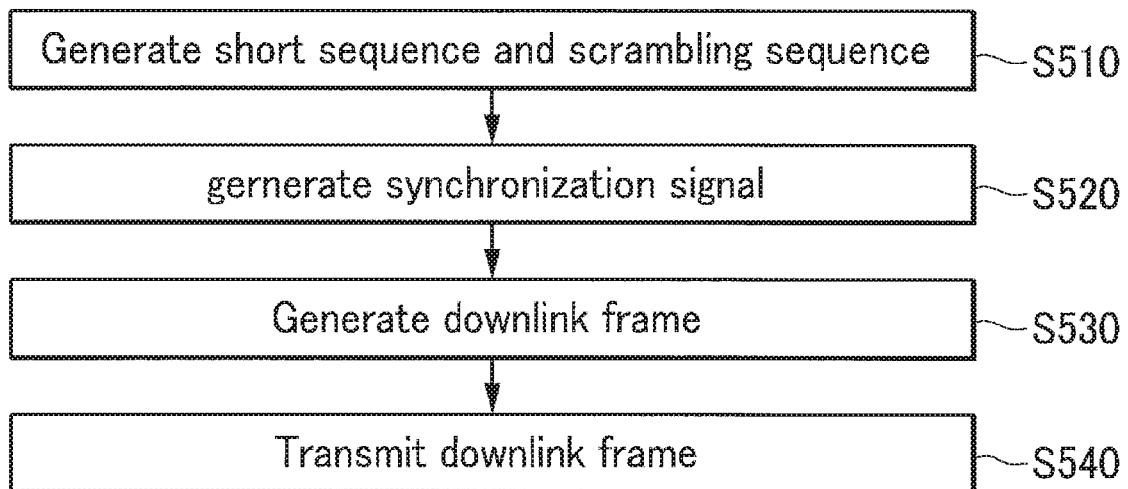 Generate short sequence and scrambling sequence S510
gernerate synchronization signal S520
Generate downlink frame S530
Transmit downlink frame S540